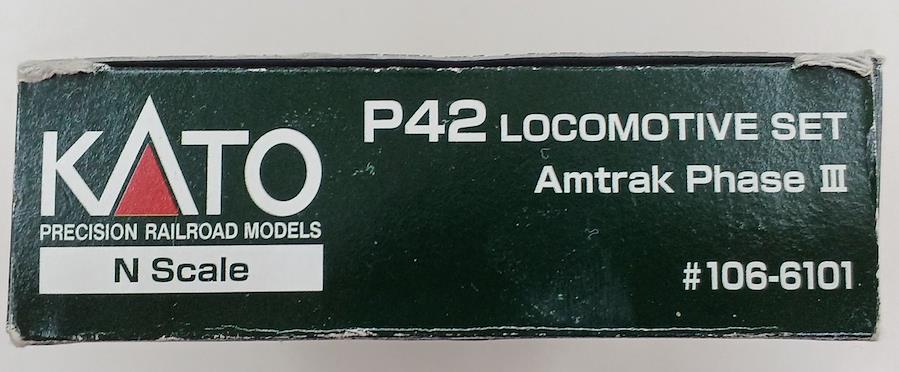 KATO
PRECISION RAILROAD MODELS
N Scale
P42 LOCOMOTIVE SET
Amtrak Phase III
#106-6101